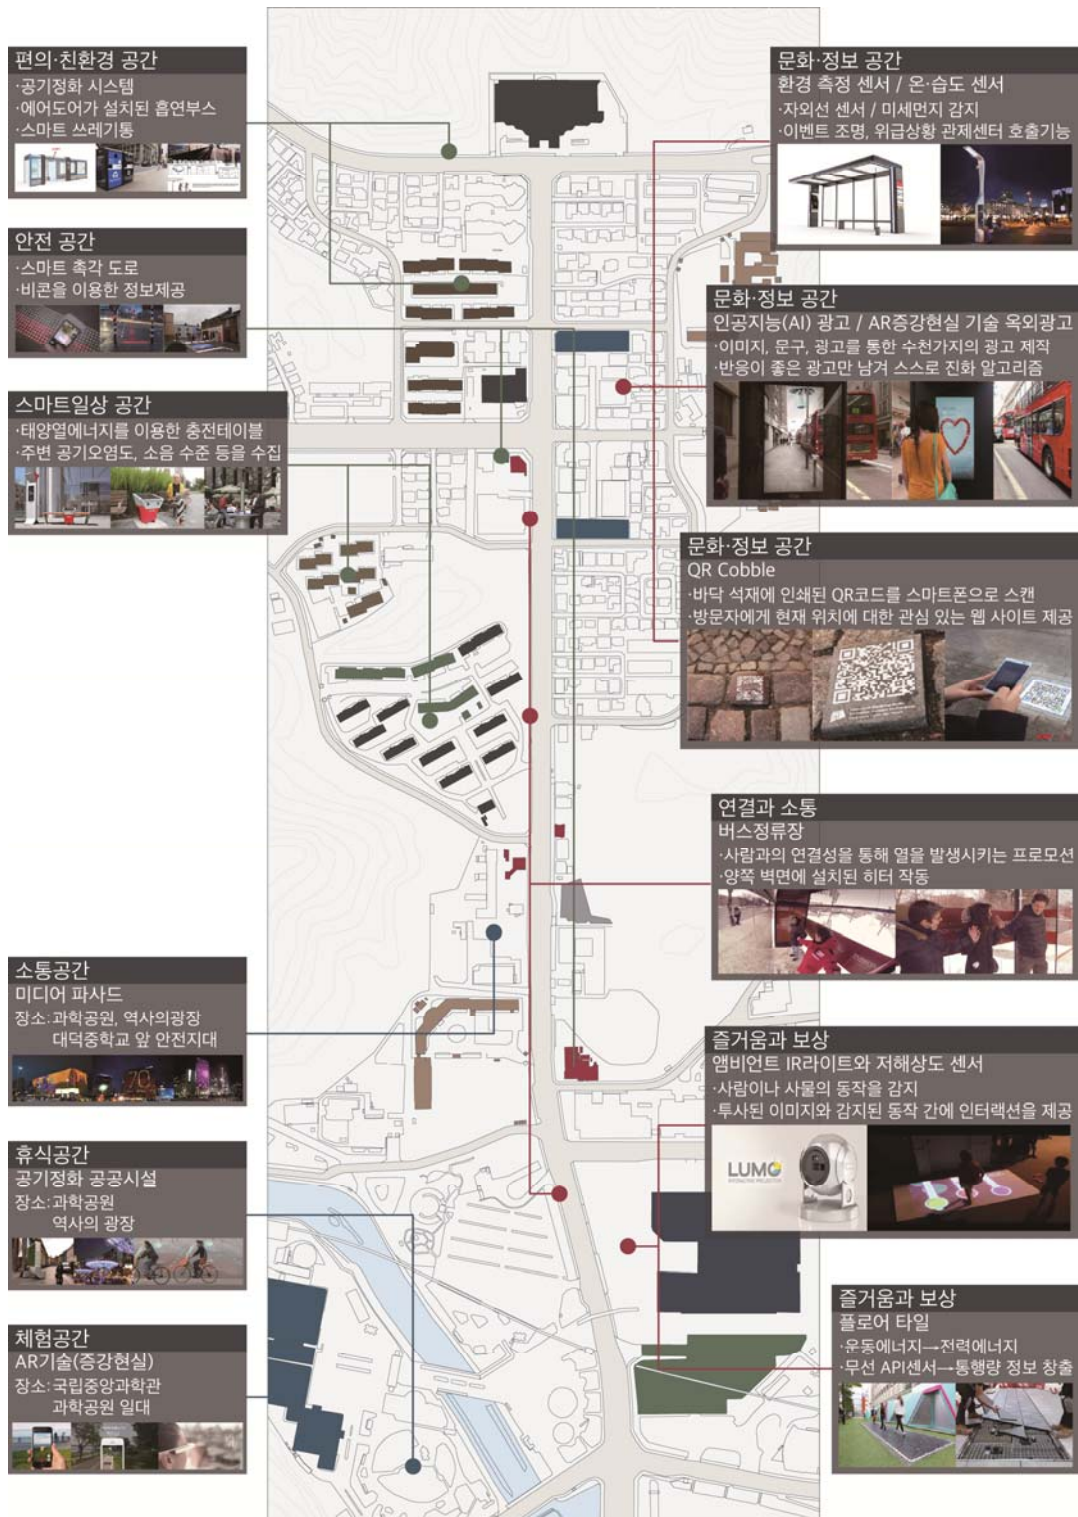 편의·친환경 공간
·공기정화 시스템
·에어도어가 설치된 흡연부스
·스마트 쓰레기통
안전 공간
·스마트 촉각 도로
·비콘을 이용한 정보제공
스마트일상 공간
·태양열에너지를 이용한 충전테이블
·주변 공기오염도, 소음 수준 등을 수집
소통공간
미디어 파사드
장소:과학공원, 역사의광장
대덕중학교 앞 안전지대
휴식공간
공기정화 공공시설
장소:과학공원
역사의 광장
체험공간
AR기술(증강현실)
장소:국립중앙과학관
과학공원 일대
문화·정보 공간
환경 측정 센서 / 온·습도 센서
·자외선 센서 / 미세먼지 감지
·이벤트 조명, 위급상황 관제센터 호출기능
문화·정보 공간
인공지능(AI) 광고 / AR증강현실 기술 옥외광고
·이미지, 문구, 광고를 통한 수천가지의 광고 제작
·반응이 좋은 광고만 남겨 스스로 진화 알고리즘
문화·정보 공간
QR Cobble
·바닥 석재에 인쇄된 QR코드를 스마트폰으로 스캔
·방문자에게 현재 위치에 대한 관심 있는 웹 사이트 제공
연결과 소통
버스정류장
·사람과의 연결성을 통해 열을 발생시키는 프로모션
·양쪽 벽면에 설치된 히터 작동
즐거움과 보상
앰비언트 IR라이트와 저해상도 센서
·사람이나 사물의 동작을 감지
·투사된 이미지와 감지된 동작 간에 인터랙션을 제공
LUMO
INTERACTIVE PROJECTOR
즐거움과 보상
플로어 타일
·운동에너지→전력에너지
·무선 API센서→통행량 정보 창출